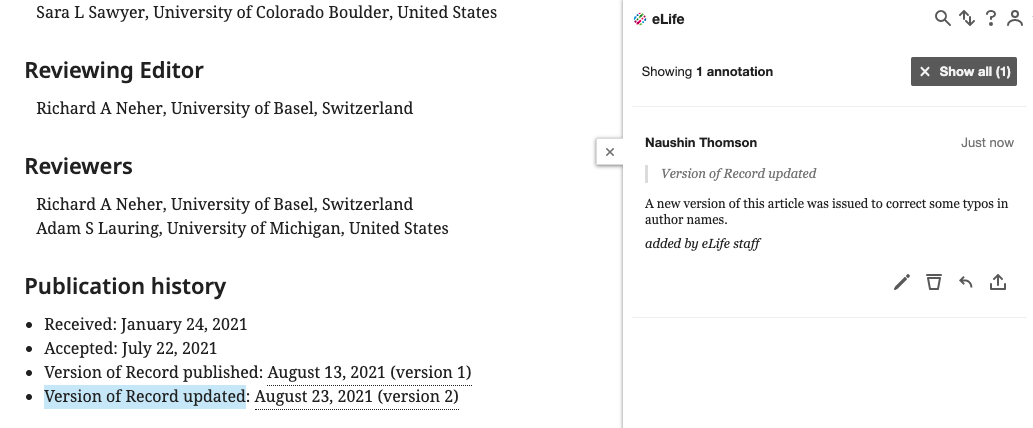 Sara L Sawyer, University of Colorado Boulder, United States
Reviewing Editor
Richard A Neher, University of Basel, Switzerland
Reviewers
Richard A Neher, University of Basel, Switzerland
Adam S Lauring, University of Michigan, United States
Publication history
Received: January 24, 2021
Accepted: July 22, 2021
Version of Record published: August 13, 2021 (version 1)
Version of Record updated: August 23, 2021 (version 2)
eLife
Showing 1 annotation
Show all (1)
Naushin Thomson
Just now
Version of Record updated
A new version of this article was issued to correct some typos in
author names.
added by eLife staff